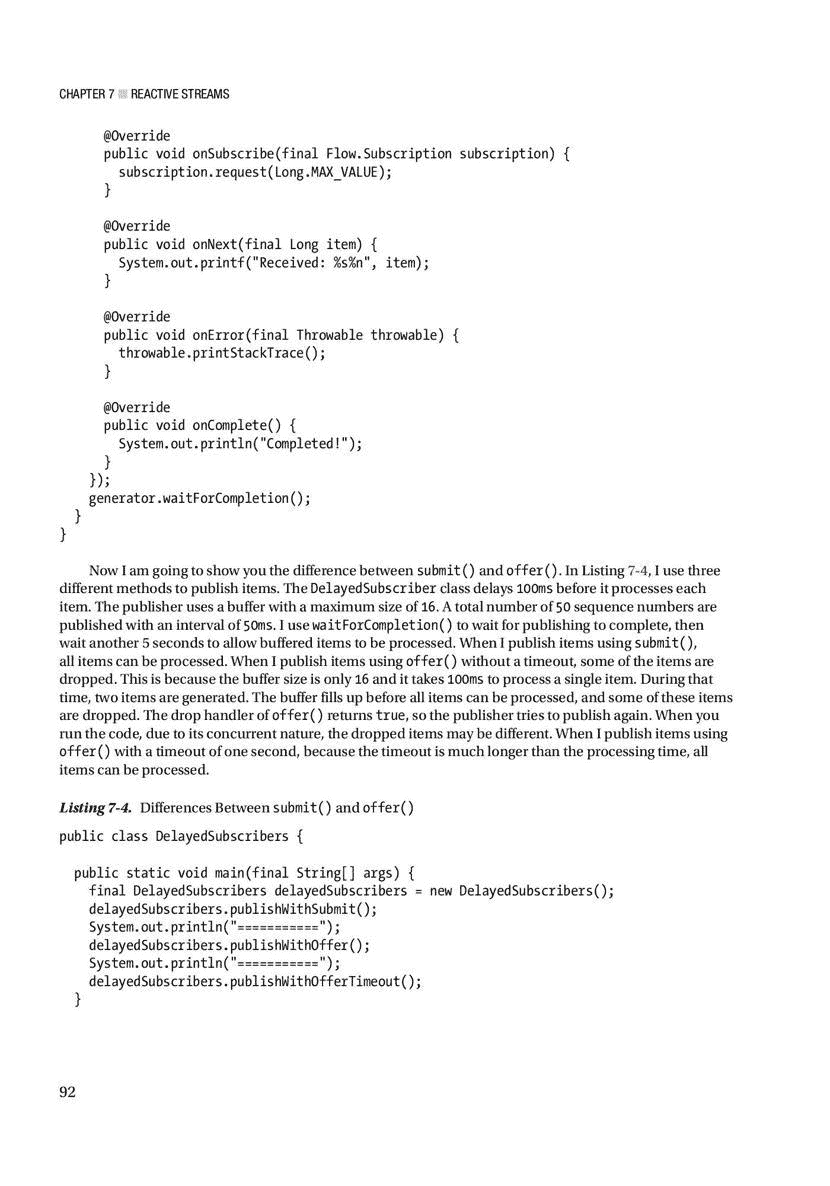 CHAPTER 7 ▒ REACTIVE STREAMS
@Override
public void onSubscribe(final Flow.Subscription subscription) {
subscription.request(Long.MAX_VALUE);
}
@Override
public void onNext(final Long item) {
System.out.printf("Received: %s%n", item);
}
@Override
public void onError(final Throwable throwable) {
throwable.printStackTrace();
}
@Override
public void onComplete() {
System.out.println("Completed!");
}
});
generator.waitForCompletion();
}
}
Now I am going to show you the difference between submit() and offer(). In Listing 7-4, I use three
different methods to publish items. The DelayedSubscriber class delays 100ms before it processes each
item. The publisher uses a buffer with a maximum size of 16. A total number of 50 sequence numbers are
published with an interval of 50ms. I use waitForCompletion() to wait for publishing to complete, then
wait another 5 seconds to allow buffered items to be processed. When I publish items using submit(),
all items can be processed. When I publish items using offer() without a timeout, some of the items are
dropped. This is because the buffer size is only 16 and it takes 100ms to process a single item. During that
time, two items are generated. The buffer fills up before all items can be processed, and some of these items
are dropped. The drop handler of offer() returns true, so the publisher tries to publish again. When you
run the code, due to its concurrent nature, the dropped items may be different. When I publish items using
offer() with a timeout of one second, because the timeout is much longer than the processing time, all
items can be processed.
Listing 7-4. Differences Between submit() and offer()
public class DelayedSubscribers {
public static void main(final String[] args) {
final DelayedSubscribers delayedSubscribers = new DelayedSubscribers();
delayedSubscribers.publishWithSubmit();
System.out.println("===========");
delayedSubscribers.publishWithOffer();
System.out.println("===========");
delayedSubscribers.publishWithOfferTimeout();
}
92